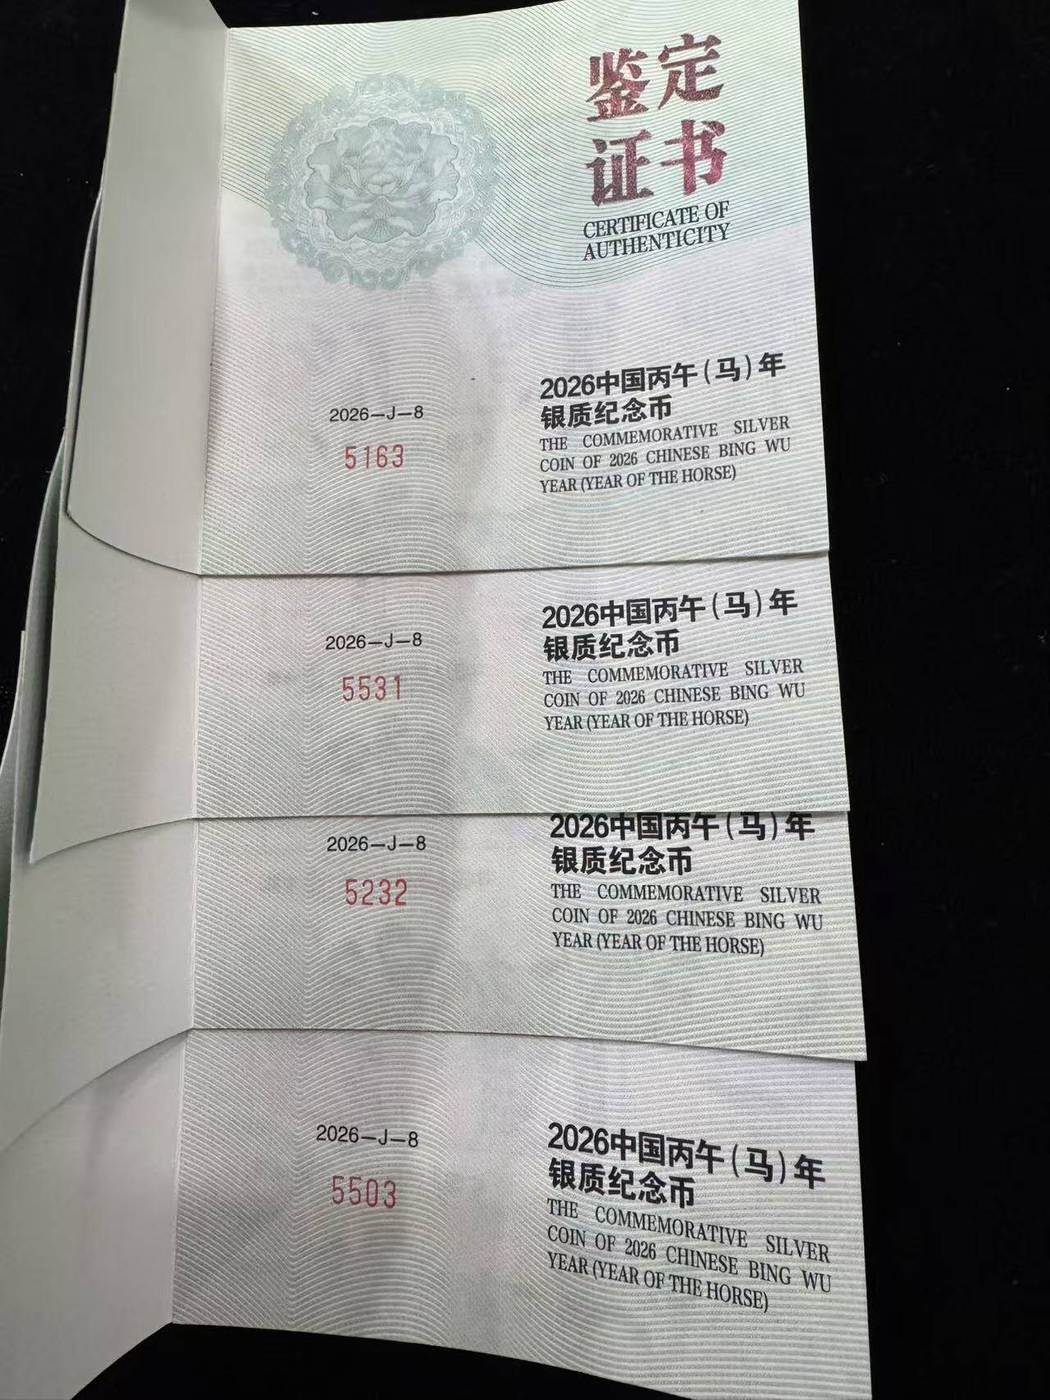 鉴定
证书
CERTIFICATE OF
AUTHENTICITY
2026-J-8
5163
2026中国丙午(马)年
银质纪念币
THE COMMEMORATIVE SILVER
COIN OF 2026 CHINESE BING WU
YEAR (YEAR OF THE HORSE)
2026-J-8
5531
2026中国丙午(马)年
银质纪念币
THE COMMEMORATIVE SILVER
COIN OF 2026 CHINESE BING WU
YEAR (YEAR OF THE HORSE)
2026-J-8
5232
2026中国丙午(马)年
银质纪念币
THE COMMEMORATIVE SILVER
COIN OF 2026 CHINESE BING WU
YEAR (YEAR OF THE HORSE)
2026-J-8
5503
2026中国丙午(马)年
银质纪念币
THE COMMEMORATIVE SILVER
COIN OF 2026 CHINESE BING WU
YEAR (YEAR OF THE HORSE)